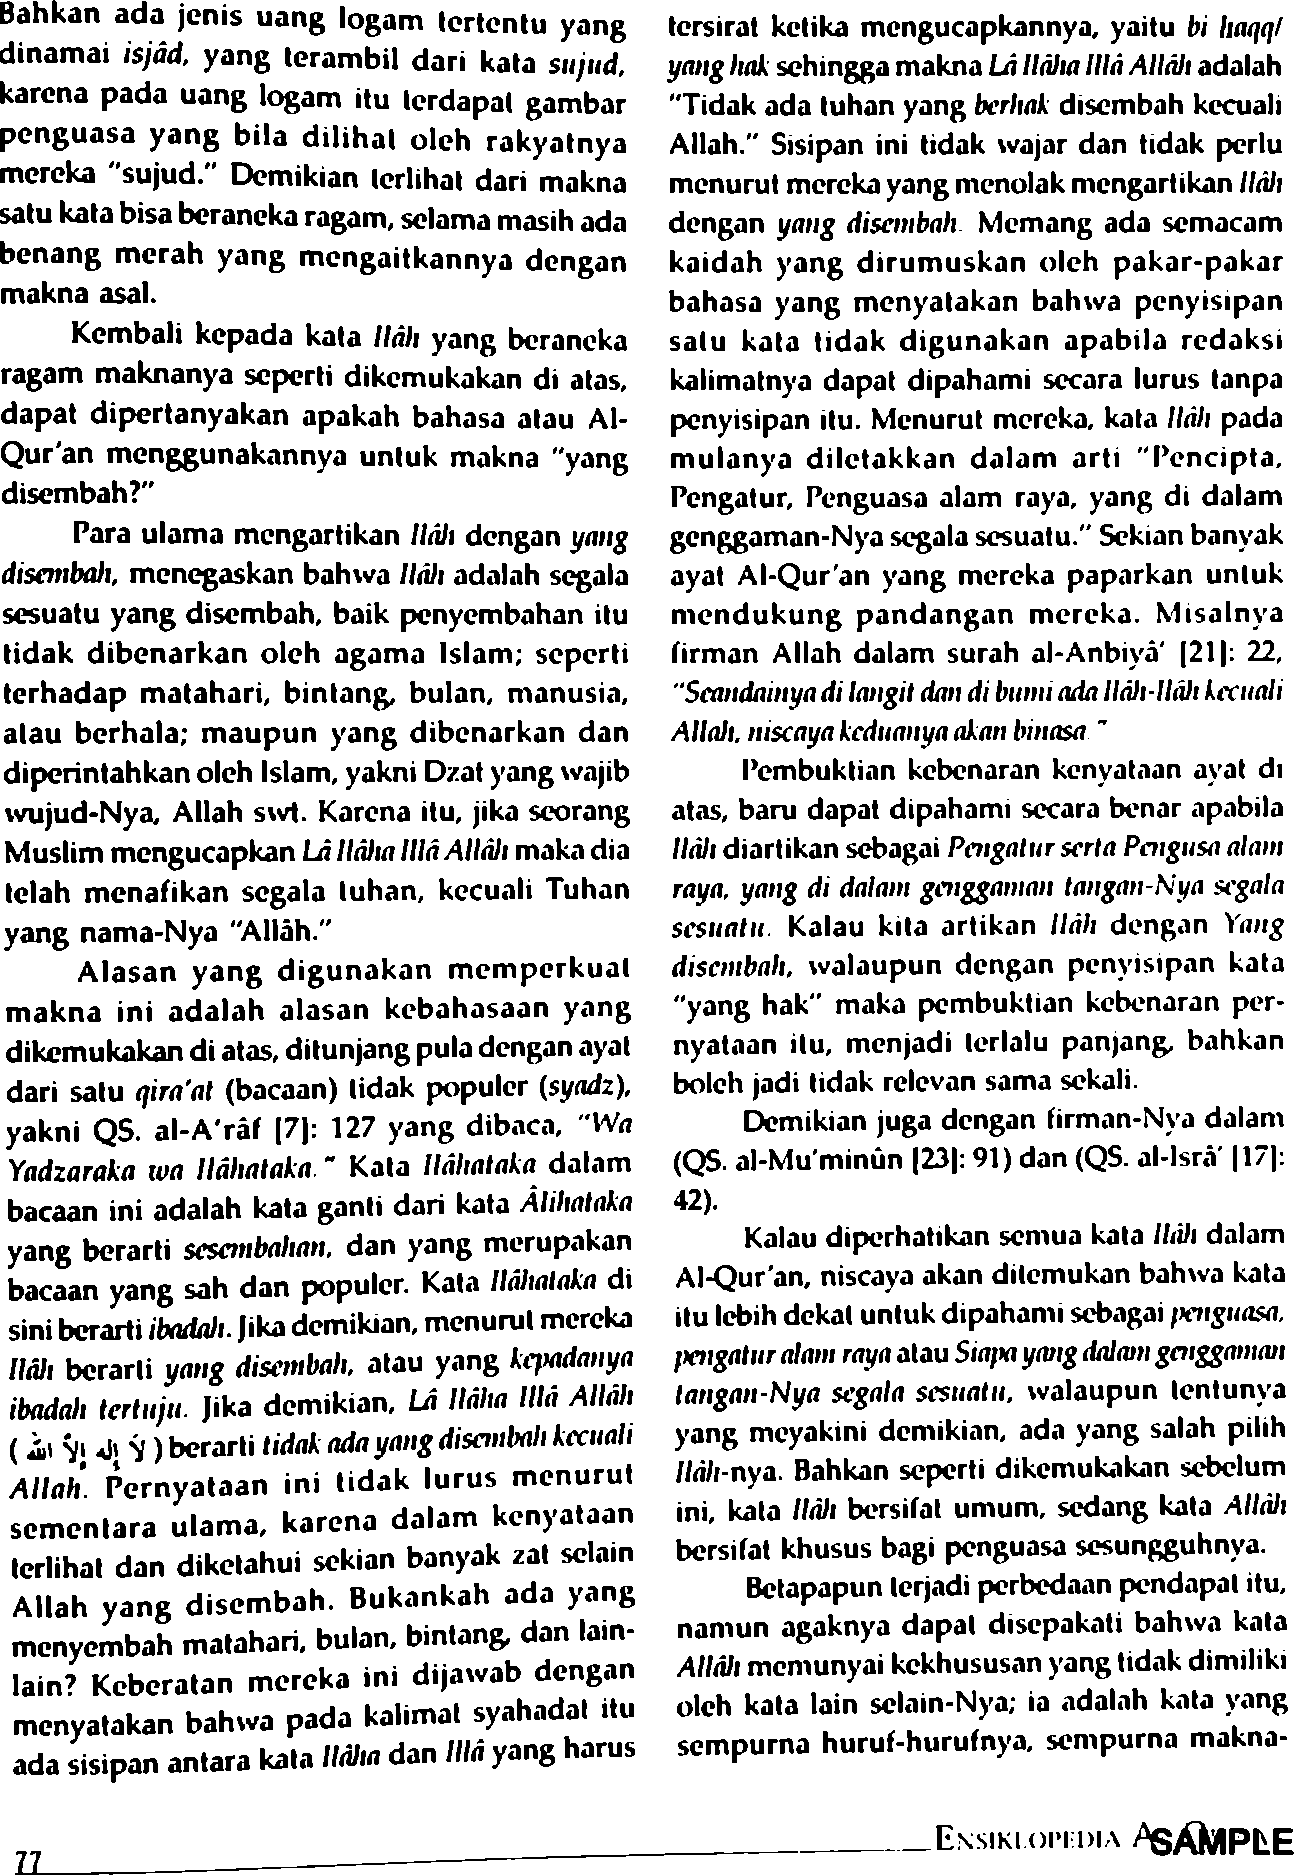 Bahkan ada jenis uang logam tertentu yang
dinamai isjâd, yang terambil dari kata sujud,
karena pada uang logam itu terdapat gambar
penguasa yang bila dilihat oleh rakyatnya
mereka "sujud." Demikian terlihat dari makna
satu kata bisa beraneka ragam, selama masih ada
benang merah yang mengaitkannya dengan
makna asal.
Kembali kepada kata Ilâh yang beraneka
ragam maknanya seperti dikemukakan di atas,
dapat dipertanyakan apakah bahasa atau Al-
Qur'an menggunakannya untuk makna "yang
disembah?"
Para ulama mengartikan Ilâh dengan yang
disembah, menegaskan bahwa Ilâh adalah segala
sesuatu yang disembah, baik penyembahan itu
tidak dibenarkan oleh agama Islam; seperti
terhadap matahari, bintang, bulan, manusia,
atau berhala; maupun yang dibenarkan dan
diperintahkan oleh Islam, yakni Dzat yang wajib
wujud-Nya, Allah swt. Karena itu, jika seorang
Muslim mengucapkan Lâ Ilâha Illâ Allâh maka dia
telah menafikan segala tuhan, kecuali Tuhan
yang nama-Nya "Allâh."
Alasan yang digunakan memperkuat
makna ini adalah alasan kebahasaan yang
dikemukakan di atas, ditunjang pula dengan ayat
dari satu qira'at (bacaan) tidak populer (syadz),
yakni QS. al-A'râf [7]: 127 yang dibaca, "Wa
Yadzaraka wa Ilâhataka." Kata Ilâhataka dalam
bacaan ini adalah kata ganti dari kata Âlihataka
yang berarti sesembahan, dan yang merupakan
bacaan yang sah dan populer. Kata Ilâhataka di
sini berarti ibadah. Jika demikian, menurut mereka
Ilâh berarti yang disembah, atau yang kepadanya
ibadah tertuju. Jika demikian, Lâ Ilâha Illâ Allâh
( لاَ إِلهَ إِلاَّ اللهُ ) berarti tidak ada yang disembah kecuali
Allah. Pernyataan ini tidak lurus menurut
sementara ulama, karena dalam kenyataan
terlihat dan diketahui sekian banyak zat selain
Allah yang disembah. Bukankah ada yang
menyembah matahari, bulan, bintang, dan lain-
lain? Keberatan mereka ini dijawab dengan
menyatakan bahwa pada kalimat syahadat itu
ada sisipan antara kata Ilâha dan Illâ yang harus
tersirat ketika mengucapkannya, yaitu bi haqq/
yang hak sehingga makna Lâ Ilâha Illâ Allâh adalah
"Tidak ada tuhan yang berhak disembah kecuali
Allah." Sisipan ini tidak wajar dan tidak perlu
menurut mereka yang menolak mengartikan Ilâh
dengan yang disembah. Memang ada semacam
kaidah yang dirumuskan oleh pakar-pakar
bahasa yang menyatakan bahwa penyisipan
satu kata tidak digunakan apabila redaksi
kalimatnya dapat dipahami secara lurus tanpa
penyisipan itu. Menurut mereka, kata Ilâh pada
mulanya diletakkan dalam arti "Pencipta,
Pengatur, Penguasa alam raya, yang di dalam
genggaman-Nya segala sesuatu." Sekian banyak
ayat Al-Qur'an yang mereka paparkan untuk
mendukung pandangan mereka. Misalnya
firman Allah dalam surah al-Anbiyâ' [21]: 22,
"Seandainya di langit dan di bumi ada Ilâh-Ilâh kecuali
Allah, niscaya keduanya akan binasa."
Pembuktian kebenaran kenyataan ayat di
atas, baru dapat dipahami secara benar apabila
Ilâh diartikan sebagai Pengatur serta Pengusa alam
raya, yang di dalam genggaman tangan-Nya segala
sesuatu. Kalau kita artikan Ilâh dengan Yang
disembah, walaupun dengan penyisipan kata
"yang hak" maka pembuktian kebenaran per-
nyataan itu, menjadi terlalu panjang, bahkan
boleh jadi tidak relevan sama sekali.
Demikian juga dengan firman-Nya dalam
(QS. al-Mu'minûn [23]: 91) dan (QS. al-Isrâ' [17]:
42).
Kalau diperhatikan semua kata Ilâh dalam
Al-Qur'an, niscaya akan ditemukan bahwa kata
itu lebih dekat untuk dipahami sebagai penguasa,
pengatur alam raya atau Siapa yang dalam genggaman
tangan-Nya segala sesuatu, walaupun tentunya
yang meyakini demikian, ada yang salah pilih
Ilâh-nya. Bahkan seperti dikemukakan sebelum
ini, kata Ilâh bersifat umum, sedang kata Allâh
bersifat khusus bagi penguasa sesungguhnya.
Betapapun terjadi perbedaan pendapat itu,
namun agaknya dapat disepakati bahwa kata
Allâh memunyai kekhususan yang tidak dimiliki
oleh kata lain selain-Nya; ia adalah kata yang
sempurna huruf-hurufnya, sempurna makna-
77
ENSIKLOPEDIA
SAMPLE